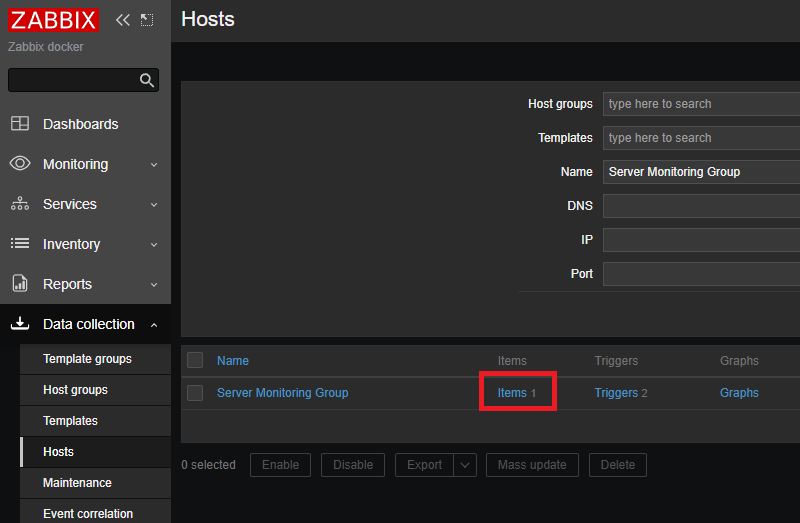 ZABBIX
Zabbix docker
Dashboards
Monitoring
Services
Inventory
Reports
Data collection
Template groups
Host groups
Templates
Hosts
Maintenance
Event correlation
Hosts
Host groups type here to search
Templates type here to search
Name Server Monitoring Group
DNS
IP
Port
Name Items Triggers Graphs
Server Monitoring Group Items 1 Triggers 2 Graphs
0 selected Enable Disable Export Mass update Delete